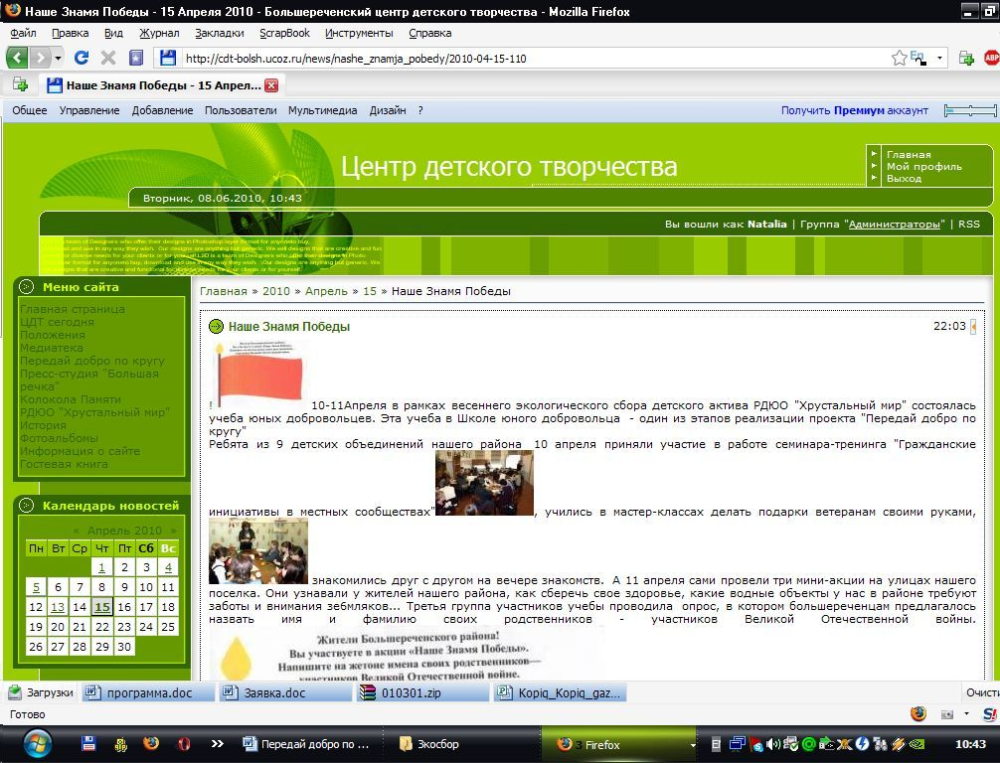 Наше Знамя Победы - 15 Апреля 2010 - Большереченский центр детского творчества - Mozilla Firefox
Файл Правка Вид Журнал Закладки ScrapBook Инструменты Справка
http://cdt-bolsh.ucoz.ru/news/nashe_znamja_pobedy/2010-04-15-110
En
ABP
Наше Знамя Победы - 15 Апрел...
Общее Управление Добавление Пользователи Мультимедиа Дизайн ?
Получить Премиум аккаунт
Центр детского творчества
Главная
Мой профиль
Выход
Вторник, 08.06.2010, 10:43
Вы вошли как Natalia | Группа "Администраторы" | RSS
Меню сайта
Главная страница
ЦДТ сегодня
Положения
Медиатека
Передай добро по кругу
Пресс-студия "Большая
речка"
Колокола Памяти
РДЮО "Хрустальный мир"
История
Фотоальбомы
Информация о сайте
Гостевая книга
Календарь новостей
« Апрель 2010 »
Пн Вт Ср Чт Пт Сб Вс
1 2 3 4
5 6 7 8 9 10 11
12 13 14 15 16 17 18
19 20 21 22 23 24 25
26 27 28 29 30
Главная » 2010 » Апрель » 15 » Наше Знамя Победы
Наше Знамя Победы
22:03
! 10-11Апреля в рамках весеннего экологического сбора детского актива РДЮО "Хрустальный мир" состоялась
учеба юных добровольцев. Эта учеба в Школе юного добровольца - один из этапов реализации проекта "Передай добро по
кругу"
Ребята из 9 детских объединений нашего района 10 апреля приняли участие в работе семинара-тренинга "Гражданские
инициативы в местных сообществах", учились в мастер-классах делать подарки ветеранам своими руками,
знакомились друг с другом на вечере знакомств. А 11 апреля сами провели три мини-акции на улицах нашего
поселка. Они узнавали у жителей нашего района, как сберечь свое здоровье, какие водные объекты у нас в районе требуют
заботы и внимания зебмляков... Третья группа участников учебы проводила опрос, в котором большереченцам предлагалось
назвать имя и фамилию своих родственников - участников Великой Отечественной войны.
Жители Большереченского района!
Вы участвуете в акции «Наше Знамя Победы».
Напишите на жетоне имена своих родственников—
участников Великой Отечественной войне.
Загрузки программа.doc Заявка.doc 010301.zip Kopiq_Kopiq_gaz... Очисти
Готово
Передай добро по ... Экосбор 3 Firefox
10:43